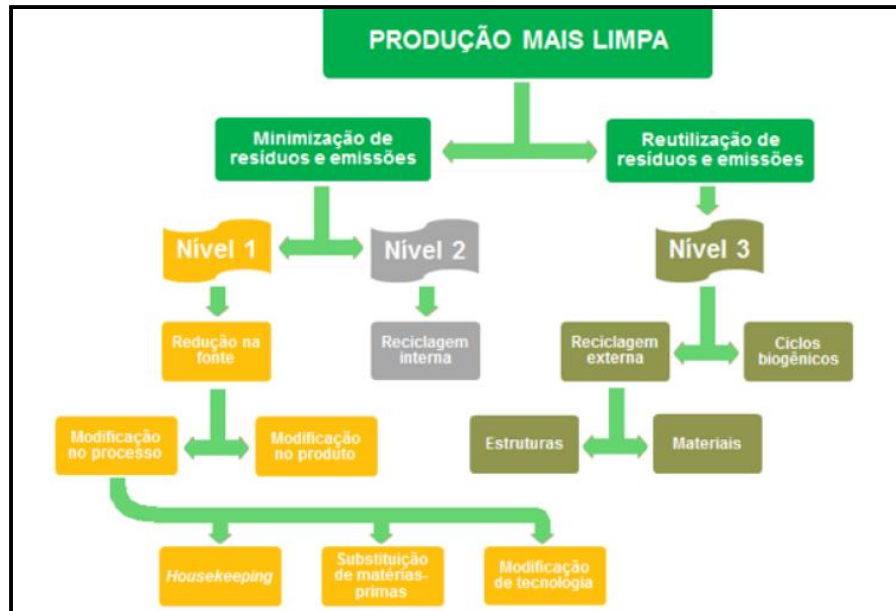 PRODUÇÃO MAIS LIMPA
Minimização de
resíduos e emissões
Reutilização de
resíduos e emissões
Nível 1
Nível 2
Nível 3
Redução na
fonte
Reciclagem
interna
Reciclagem
externa
Ciclos
biogênicos
Modificação
no processo
Modificação
no produto
Estruturas
Materiais
Housekeeping
Substituição
de matérias-
primas
Modificação
de tecnologia